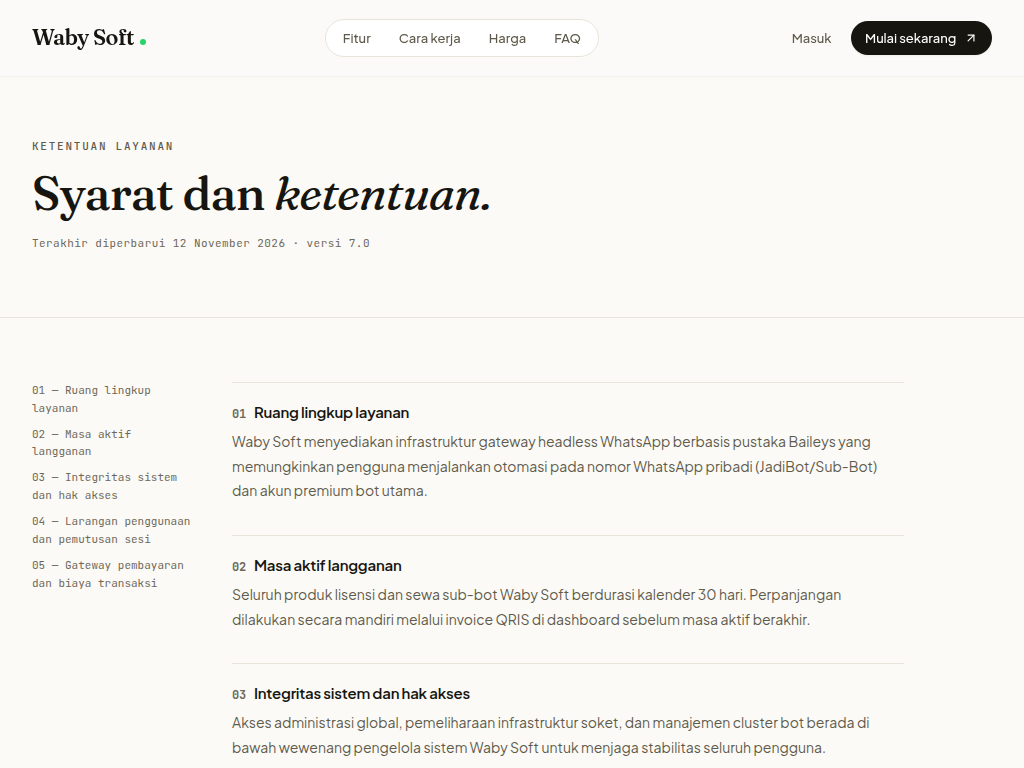 Waby Soft
Fitur
Cara kerja
Harga
FAQ
Masuk
Mulai sekarang
KETENTUAN LAYANAN
Syarat dan ketentuan.
Terakhir diperbarui 12 November 2026 · versi 7.0
01 — Ruang lingkup
layanan
02 — Masa aktif
langganan
03 — Integritas sistem
dan hak akses
04 — Larangan penggunaan
dan pemutusan sesi
05 — Gateway pembayaran
dan biaya transaksi
01 Ruang lingkup layanan
Waby Soft menyediakan infrastruktur gateway headless WhatsApp berbasis pustaka Baileys yang
memungkinkan pengguna menjalankan otomasi pada nomor WhatsApp pribadi (JadiBot/Sub-Bot)
dan akun premium bot utama.
02 Masa aktif langganan
Seluruh produk lisensi dan sewa sub-bot Waby Soft berdurasi kalender 30 hari. Perpanjangan
dilakukan secara mandiri melalui invoice QRIS di dashboard sebelum masa aktif berakhir.
03 Integritas sistem dan hak akses
Akses administrasi global, pemeliharaan infrastruktur soket, dan manajemen cluster bot berada di
bawah wewenang pengelola sistem Waby Soft untuk menjaga stabilitas seluruh pengguna.